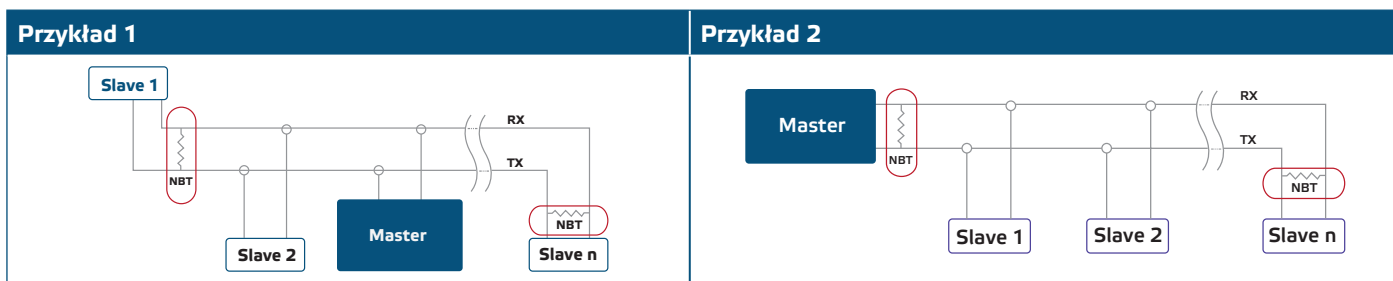 Przykład 1
Slave 1
RX
NBT
TX
Slave 2
Master
NBT
Slave n
Przykład 2
Master
RX
NBT
TX
NBT
Slave 1
Slave 2
Slave n